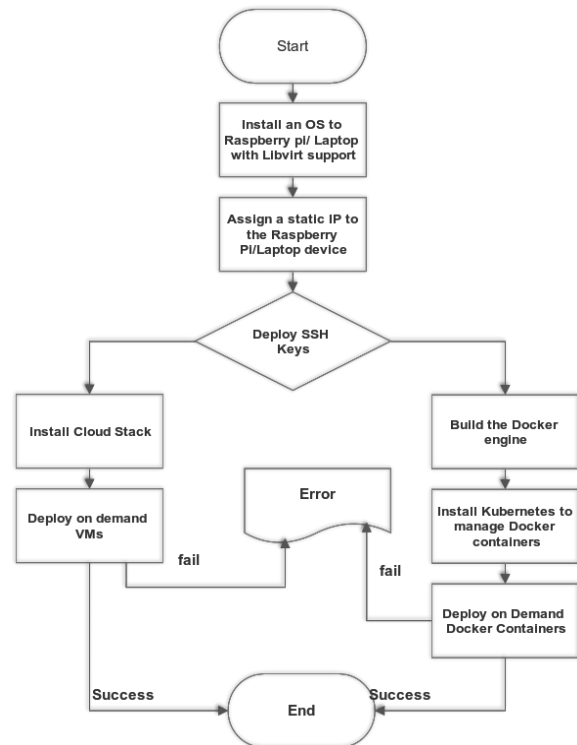 Start
Install an OS to
Raspberry pi/ Laptop
with Libvirt support
Assign a static IP to
the Raspberry
Pi/Laptop device
Deploy SSH
Keys
Install Cloud Stack
Build the Docker
engine
Deploy on demand
VMs
Error
Install Kubernetes to
manage Docker
containers
fail
fail
Deploy on Demand
Docker Containers
Success
Success
End